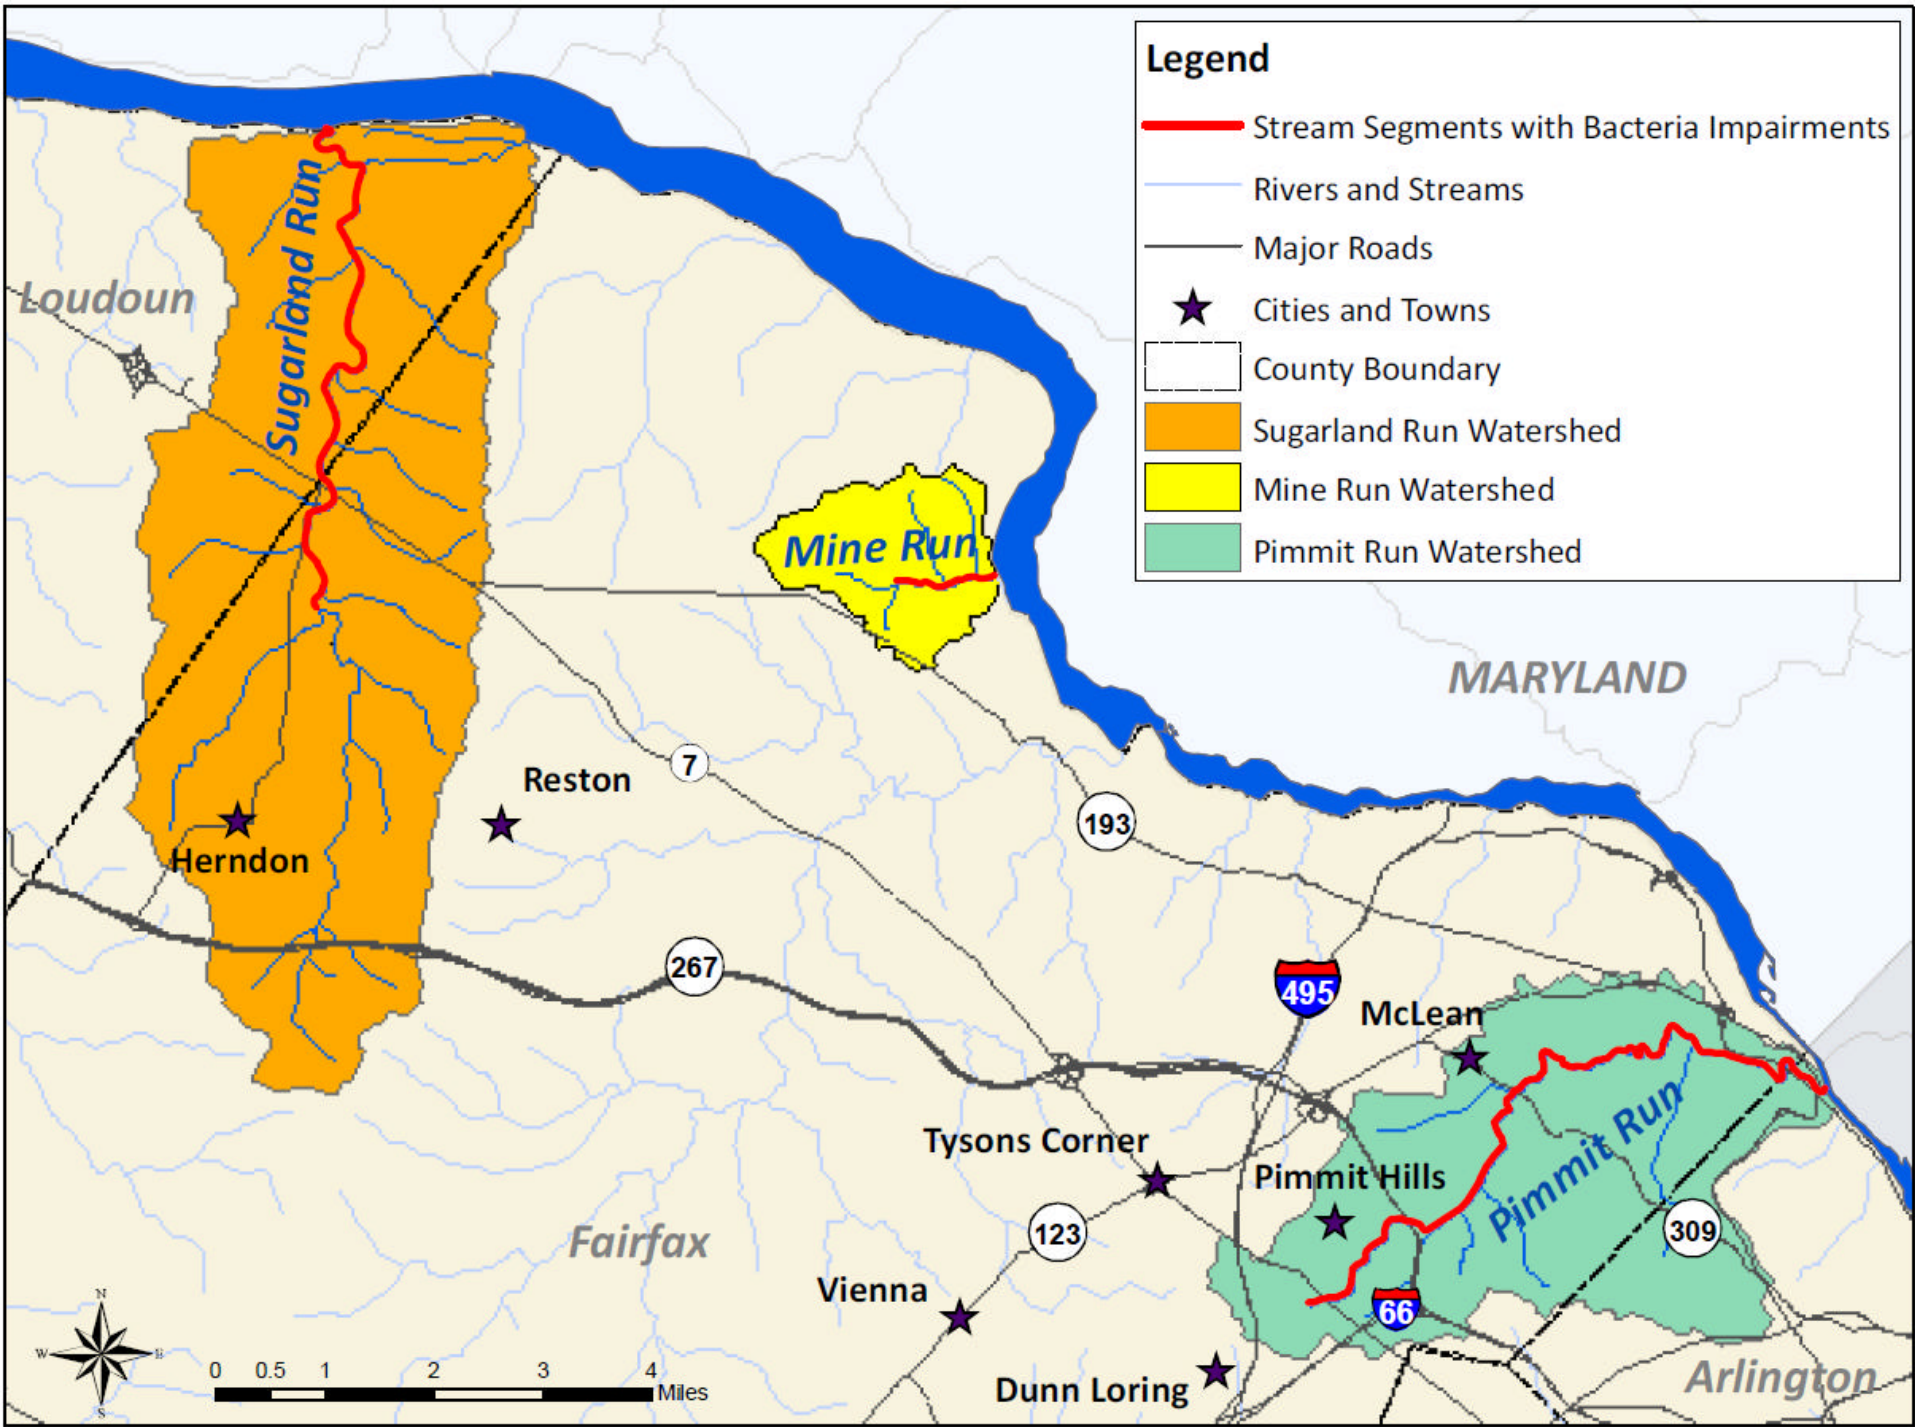 Legend
Stream Segments with Bacteria Impairments
Rivers and Streams
Major Roads
Cities and Towns
County Boundary
Sugarland Run Watershed
Mine Run Watershed
Pimmit Run Watershed
Sugarland Run
Loudoun
Mine Run
MARYLAND
Reston
7
193
Herndon
267
495
McLean
Tysons Corner
Pimmit Hills
Pimmit Run
123
309
Fairfax
Vienna
66
Dunn Loring
Arlington
N
W
E
S
0 0.5 1 2 3 4
Miles